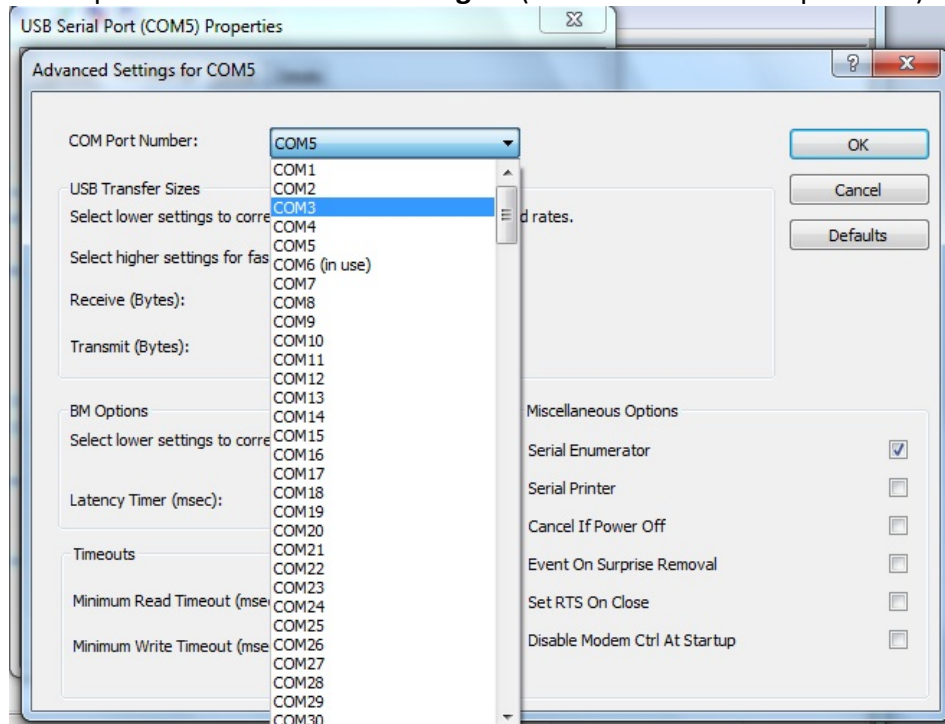 USB Serial Port (COM5) Properties
Advanced Settings for COM5
COM Port Number:
COM5
OK
Cancel
Defaults
COM1
COM2
COM3
COM4
COM5
COM6 (in use)
COM7
COM8
COM9
COM10
COM11
COM12
COM13
COM14
COM15
COM16
COM17
COM18
COM19
COM20
COM21
COM22
COM23
COM24
COM25
COM26
COM27
COM28
COM29
COM30
USB Transfer Sizes
Select lower settings to corre
d rates.
Select higher settings for fas
Receive (Bytes):
Transmit (Bytes):
BM Options
Select lower settings to corre
Latency Timer (msec):
Timeouts
Minimum Read Timeout (mse
Minimum Write Timeout (mse
Miscellaneous Options
Serial Enumerator
Serial Printer
Cancel If Power Off
Event On Surprise Removal
Set RTS On Close
Disable Modem Ctrl At Startup